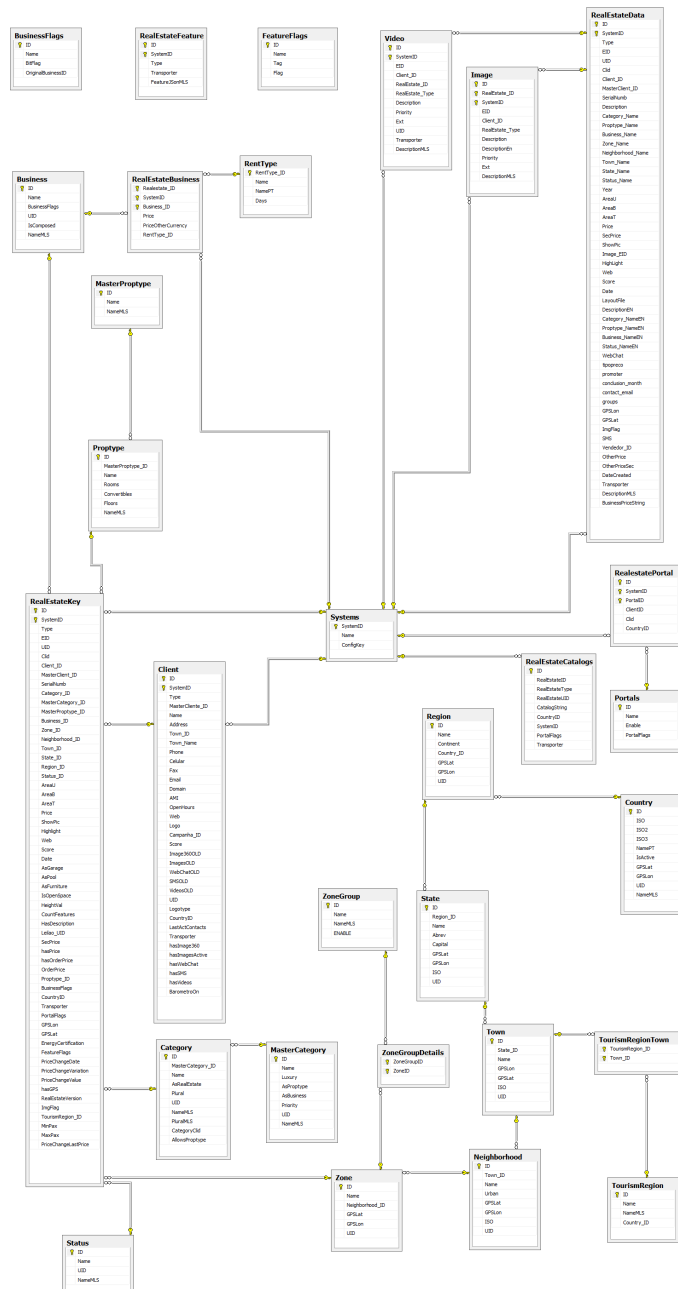 BusinessFlags
ID
Name
BitFlag
OriginalBusinessID
RealEstateFeature
ID
SystemID
Type
Transporter
FeatureJSonMLS
FeatureFlags
ID
Name
Tag
Flag
Video
ID
SystemID
EID
Client_ID
RealEstate_ID
RealEstate_Type
Description
Priority
Ext
UID
Transporter
DescriptionMLS
Image
ID
RealEstate_ID
SystemID
EID
Client_ID
RealEstate_Type
Description
DescriptionEn
Priority
Ext
DescriptionMLS
RealEstateData
ID
SystemID
Type
EID
UID
CId
Client_ID
MasterClient_ID
SerialNumb
Description
Category_Name
Proptype_Name
Business_Name
Zone_Name
Neighborhood_Name
Town_Name
State_Name
Status_Name
Year
AreaU
AreaB
AreaT
Price
SecPrice
ShowPic
Image_EID
HighLight
Web
Score
Date
LayoutFile
DescriptionEN
Category_NameEN
Proptype_NameEN
Business_NameEN
Status_NameEN
WebChat
tipopreco
promoter
conclusion_month
contact_email
groups
GPSLon
GPSLat
ImgFlag
SMS
Vendedor_ID
OtherPrice
OtherPriceSec
DateCreated
Transporter
DescriptionMLS
BusinessPriceString
Business
ID
Name
BusinessFlags
UID
IsComposed
NameMLS
RealEstateBusiness
Realestate_ID
SystemID
Business_ID
Price
PriceOtherCurrency
RentType_ID
RentType
RentType_ID
Name
NamePT
Days
MasterProptype
ID
Name
NameMLS
Proptype
ID
MasterProptype_ID
Name
Rooms
Convertibles
Floors
NameMLS
RealEstateKey
ID
SystemID
Type
EID
UID
CId
Client_ID
MasterClient_ID
SerialNumb
Category_ID
MasterCategory_ID
MasterProptype_ID
Business_ID
Zone_ID
Neighborhood_ID
Town_ID
State_ID
Region_ID
Status_ID
AreaU
AreaB
AreaT
Price
ShowPic
Highlight
Web
Score
Date
AsGarage
AsPool
AsFurniture
IsOpenSpace
HeightVal
CountFeatures
HasDescription
Leilao_UID
SecPrice
hasPrice
hasOrderPrice
OrderPrice
Proptype_ID
BusinessFlags
CountryID
Transporter
PortalFlags
GPSLon
GPSLat
EnergyCertification
FeatureFlags
PriceChangeDate
PriceChangeVariation
PriceChangeValue
hasGPS
RealEstateVersion
ImgFlag
TourismRegion_ID
MinPax
MaxPax
PriceChangeLastPrice
Client
ID
SystemID
Type
MasterCliente_ID
Name
Address
Town_ID
Town_Name
Phone
Celular
Fax
Email
Domain
AMI
OpenHours
Web
Logo
Campanha_ID
Score
Image360OLD
ImagesOLD
WebChatOLD
SMSOLD
VideosOLD
UID
Logotype
CountryID
LastActContacts
Transporter
hasImage360
hasImagesActive
hasWebChat
hasSMS
hasVideos
BarometroOn
Systems
SystemID
Name
ConfigKey
RealestatePortal
ID
SystemID
PortalID
ClientID
CId
CountryID
RealEstateCatalogs
ID
RealEstateID
RealEstateType
RealEstateUID
CatalogString
CountryID
SystemID
PortalFlags
Transporter
Portals
ID
Name
Enable
PortalFlags
Region
ID
Name
Continent
Country_ID
GPSLat
GPSLon
UID
Country
ID
ISO
ISO2
ISO3
NamePT
IsActive
GPSLat
GPSLon
UID
NameMLS
ZoneGroup
ID
Name
NameMLS
ENABLE
State
ID
Region_ID
Name
Abrev
Capital
GPSLat
GPSLon
ISO
UID
Category
ID
MasterCategory_ID
Name
AsRealEstate
Plural
UID
NameMLS
PluralMLS
CategoryCId
AllowsProptype
MasterCategory
ID
Name
Luxury
AsProptype
AsBusiness
Priority
UID
NameMLS
ZoneGroupDetails
ZoneGroupID
ZoneID
Town
ID
State_ID
Name
GPSLon
GPSLat
ISO
UID
TourismRegionTown
TourismRegion_ID
Town_ID
Zone
ID
Name
Neighborhood_ID
GPSLat
GPSLon
UID
Neighborhood
ID
Town_ID
Name
Urban
GPSLat
GPSLon
ISO
UID
TourismRegion
ID
Name
NameMLS
Country_ID
Status
ID
Name
UID
NameMLS